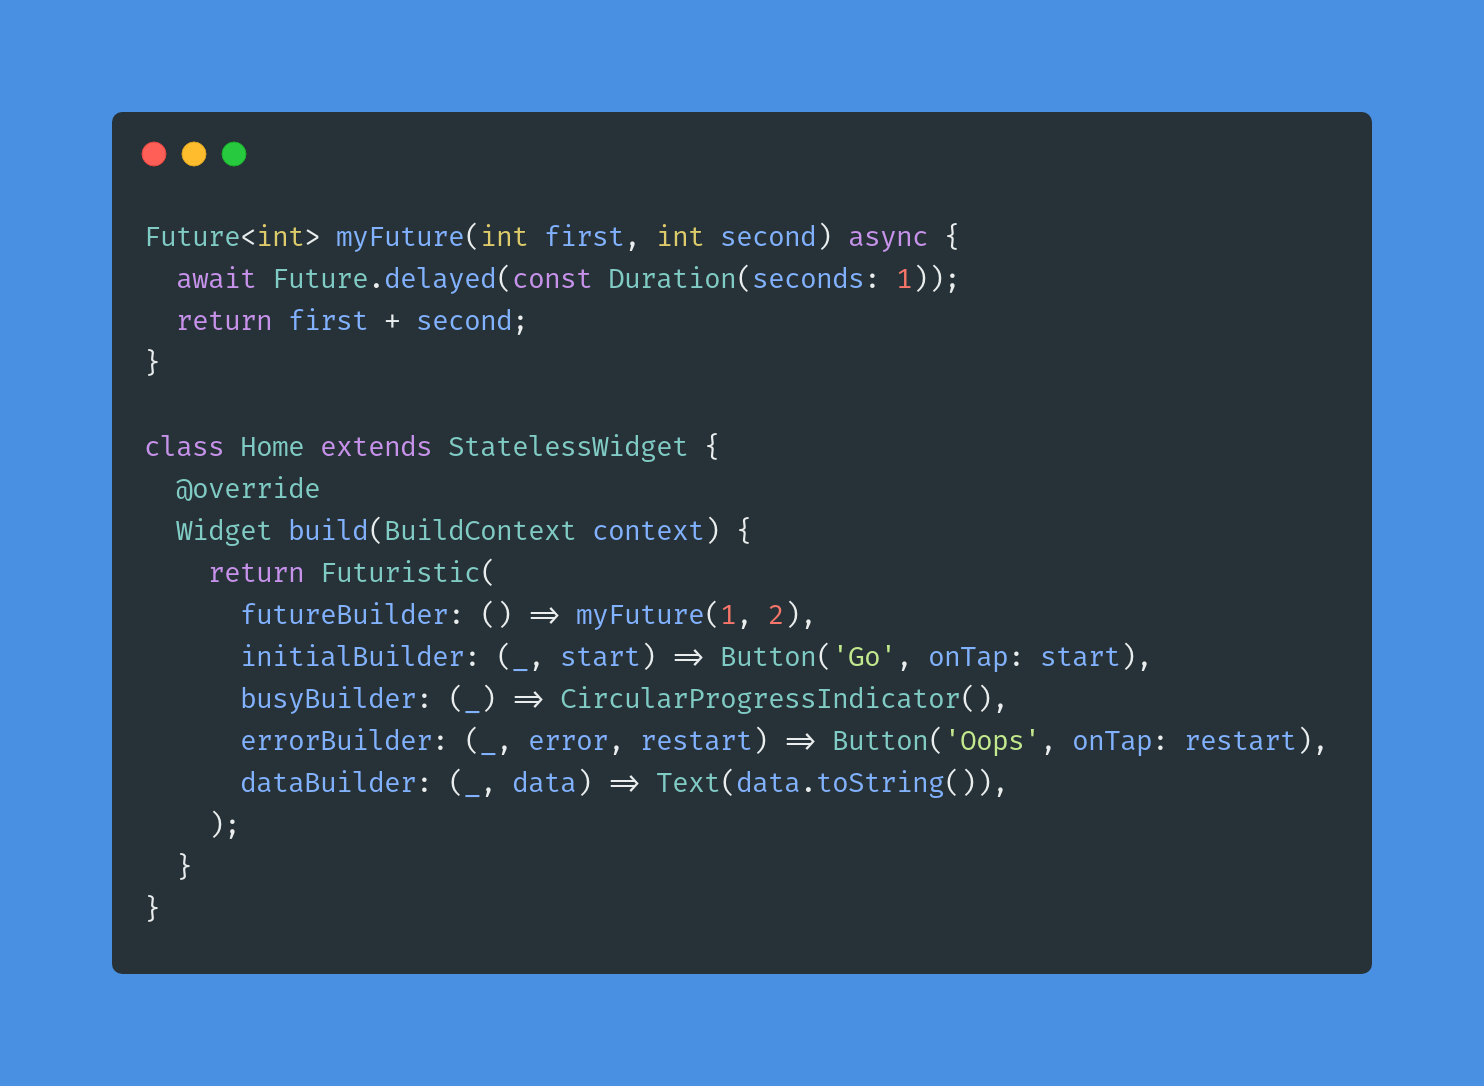 Future<int> myFuture(int first, int second) async {
  await Future.delayed(const Duration(seconds: 1));
  return first + second;
}

class Home extends StatelessWidget {
  @override
  Widget build(BuildContext context) {
    return Futuristic(
      futureBuilder: () => myFuture(1, 2),
      initialBuilder: (_, start) => Button('Go', onTap: start),
      busyBuilder: (_) => CircularProgressIndicator(),
      errorBuilder: (_, error, restart) => Button('Oops', onTap: restart),
      dataBuilder: (_, data) => Text(data.toString()),
    );
  }
}